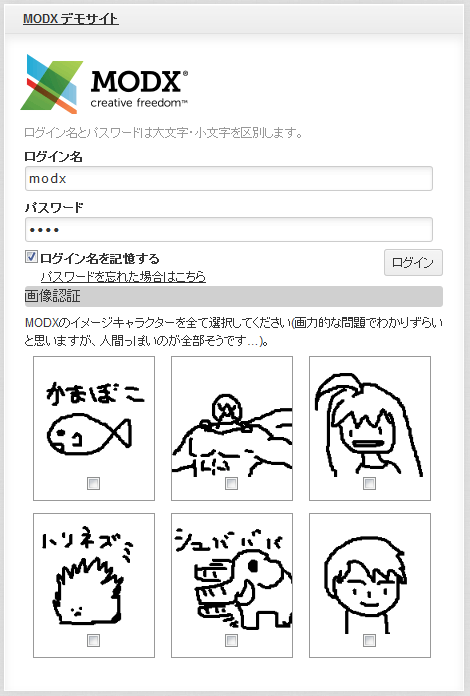 MODX デモサイト
MODX®
creative freedom™
ログイン名とパスワードは大文字・小文字を区別します。
ログイン名
modx
パスワード
••••
ログイン名を記憶する
ログイン
パスワードを忘れた場合はこちら
画像認証
MODXのイメージキャラクターを全て選択してください(画力的な問題でわかりずらい
と思いますが、人間っぽいのが全部そうです…)。
かまぼこ
ハリネズミ
シュババババ